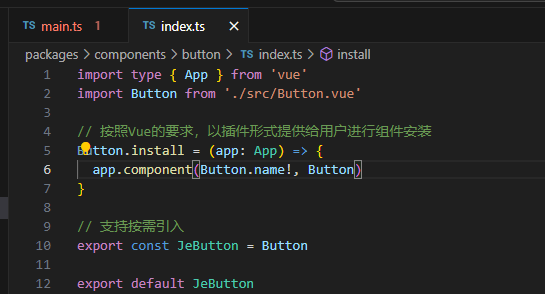 TS main.ts 1 TS index.ts ×
packages > components > button > TS index.ts > install
1 import type { App } from 'vue'
2 import Button from './src/Button.vue'
3
4 // 按照Vue的要求，以插件形式提供给用户进行组件安装
5 Button.install = (app: App) => {
6 app.component(Button.name!, Button)
7 }
8
9 // 支持按需引入
10 export const JeButton = Button
11
12 export default JeButton